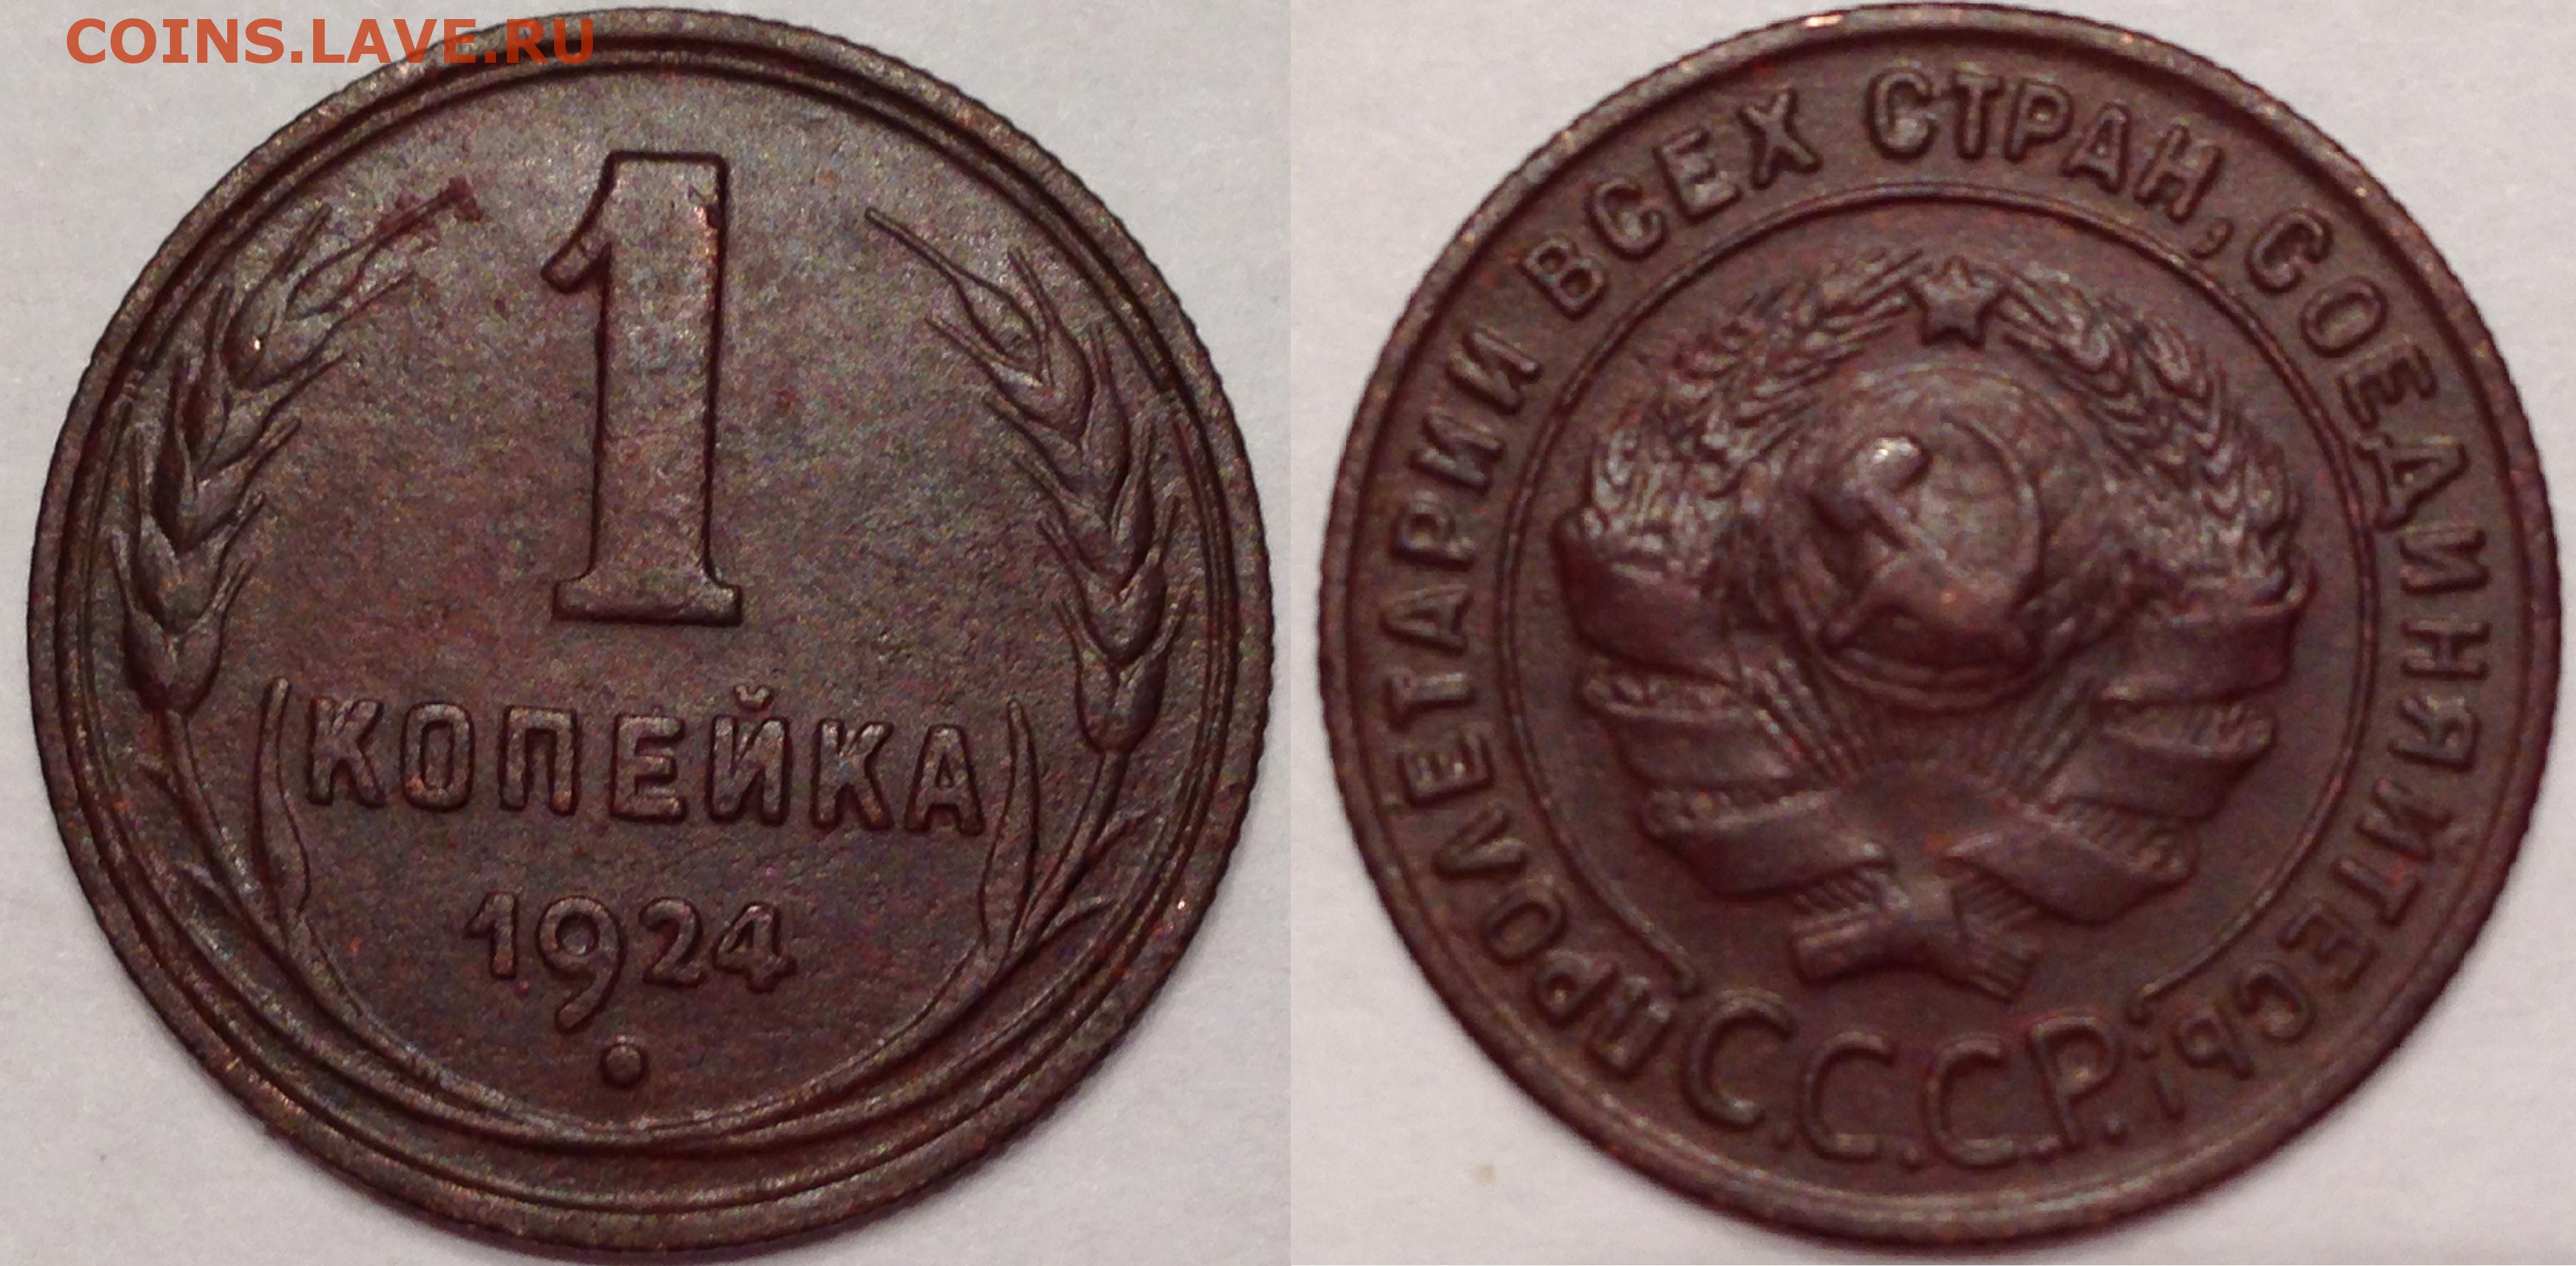 COINS.LAVE.RU
1
КОПЕЙКА
1924
ПРОЛЕТАРИИ ВСЕХ СТРАН, СОЕДИНЯЙТЕСЬ!
С.С.С.Р.